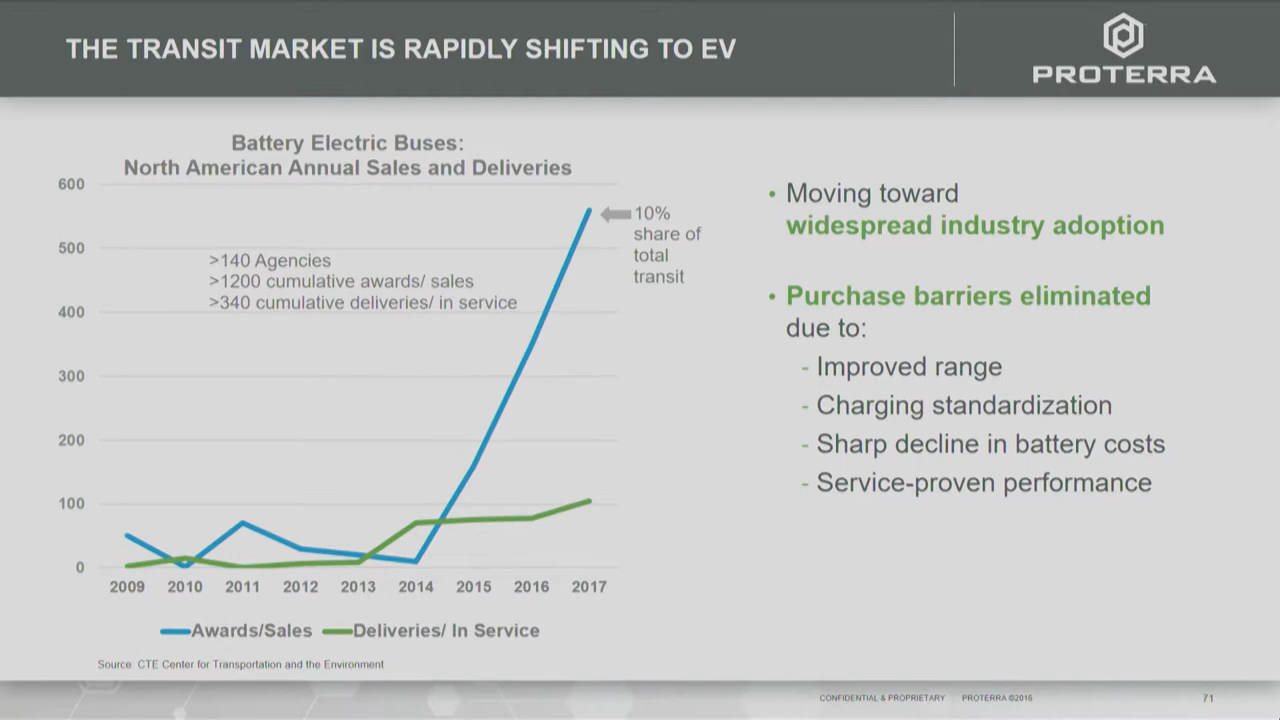 THE TRANSIT MARKET IS RAPIDLY SHIFTING TO EV
PROTERRA
Battery Electric Buses:
North American Annual Sales and Deliveries
600
500
400
300
200
100
0
>140 Agencies
>1200 cumulative awards/ sales
>340 cumulative deliveries/ in service
10%
share of
total
transit
2009 2010 2011 2012 2013 2014 2015 2016 2017
Awards/Sales Deliveries/ In Service
Source: CTE Center for Transportation and the Environment
• Moving toward
widespread industry adoption
• Purchase barriers eliminated
due to:
- Improved range
- Charging standardization
- Sharp decline in battery costs
- Service-proven performance
CONFIDENTIAL & PROPRIETARY PROTERRA ©2016 71